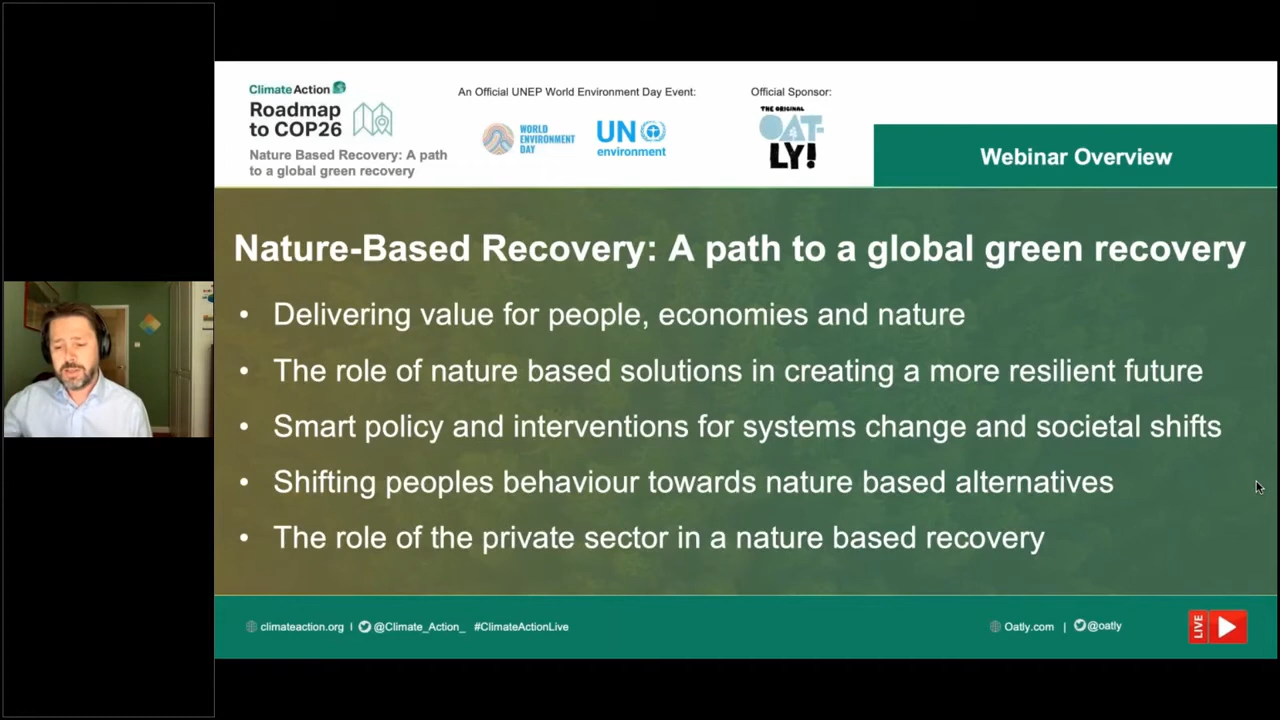 ClimateAction
Roadmap
to COP26
Nature Based Recovery: A path
to a global green recovery
An Official UNEP World Environment Day Event:
WORLD
ENVIRONMENT
DAY
UN
environment
Official Sponsor:
THE ORIGINAL
OAT-
LY!
Webinar Overview
Nature-Based Recovery: A path to a global green recovery
• Delivering value for people, economies and nature
• The role of nature based solutions in creating a more resilient future
• Smart policy and interventions for systems change and societal shifts
• Shifting peoples behaviour towards nature based alternatives
• The role of the private sector in a nature based recovery
climateaction.org | @Climate_Action_ #ClimateActionLive
Oatly.com | @oatly
LIVE